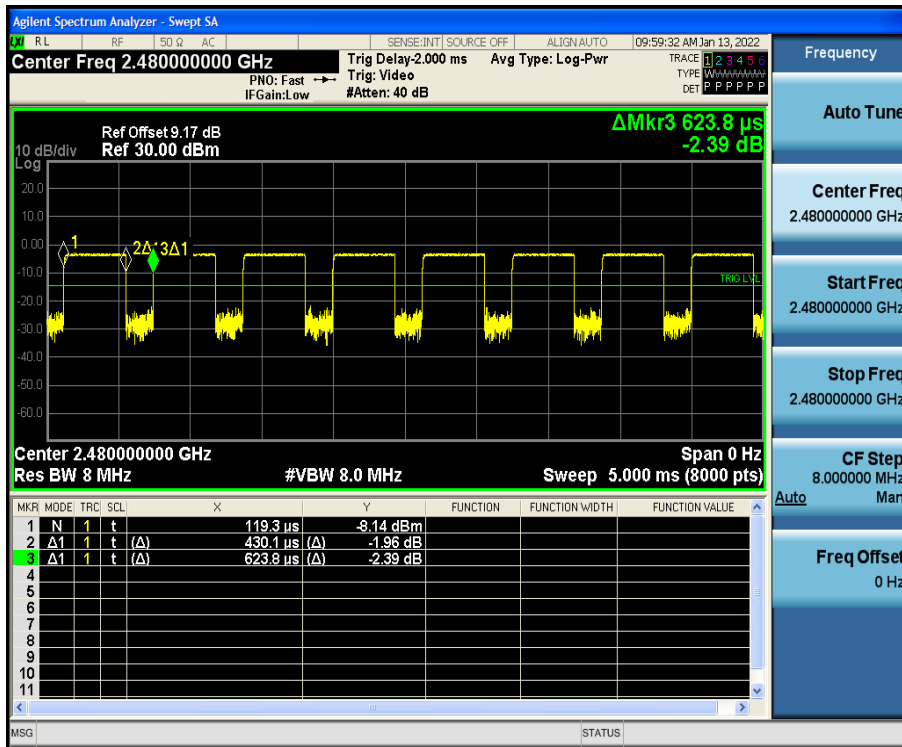 Agilent Spectrum Analyzer - Swept SA
LXI RL RF 50 Ω AC SENSE:INT SOURCE OFF ALIGN AUTO 09:59:32 AM Jan 13, 2022
Center Freq 2.480000000 GHz
PNO: Fast
IFGain:Low
Trig Delay-2.000 ms
Trig: Video
#Atten: 40 dB
Avg Type: Log-Pwr
TRACE 1 2 3 4 5 6
TYPE WWWWWW
DET P P P P P P
Ref Offset 9.17 dB
10 dB/div Ref 30.00 dBm
Log
ΔMkr3 623.8 µs
-2.39 dB
20.0
10.0
0.00
-10.0
-20.0
-30.0
-40.0
-50.0
-60.0
1
2Δ1 3Δ1
TRIG LVL
Center 2.480000000 GHz Span 0 Hz
Res BW 8 MHz #VBW 8.0 MHz Sweep 5.000 ms (8000 pts)
MKR MODE TRC SCL X Y FUNCTION FUNCTION WIDTH FUNCTION VALUE
1 N 1 t 119.3 µs -8.14 dBm
2 Δ1 1 t (Δ) 430.1 µs (Δ) -1.96 dB
3 Δ1 1 t (Δ) 623.8 µs (Δ) -2.39 dB
4
5
6
7
8
9
10
11
MSG STATUS
Frequency
Auto Tune
Center Freq
2.480000000 GHz
Start Freq
2.480000000 GHz
Stop Freq
2.480000000 GHz
CF Step
8.000000 MHz
Auto Man
Freq Offset
0 Hz